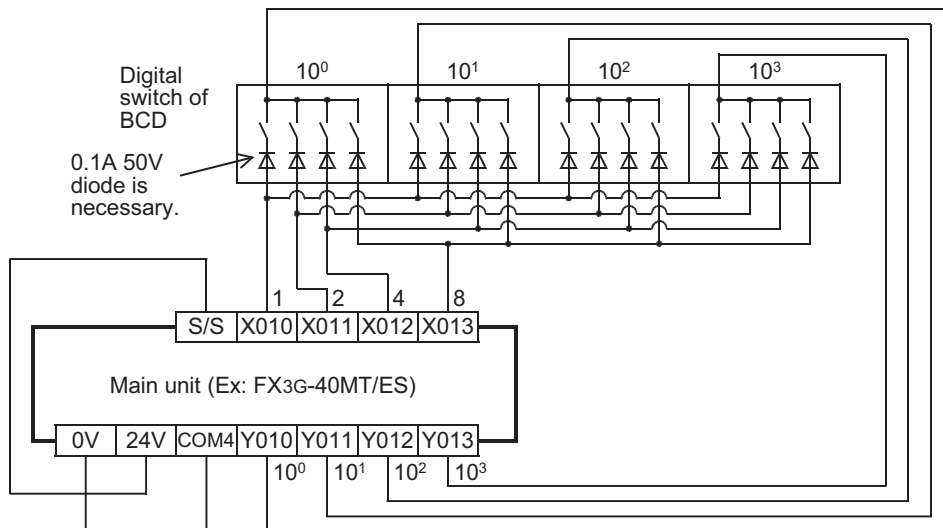 10⁰ 10¹ 10² 10³
Digital
switch of
BCD
0.1A 50V
diode is
necessary.
1 2 4 8
S/S X010 X011 X012 X013
Main unit (Ex: FX3G-40MT/ES)
0V 24V COM4 Y010 Y011 Y012 Y013
10⁰ 10¹ 10² 10³